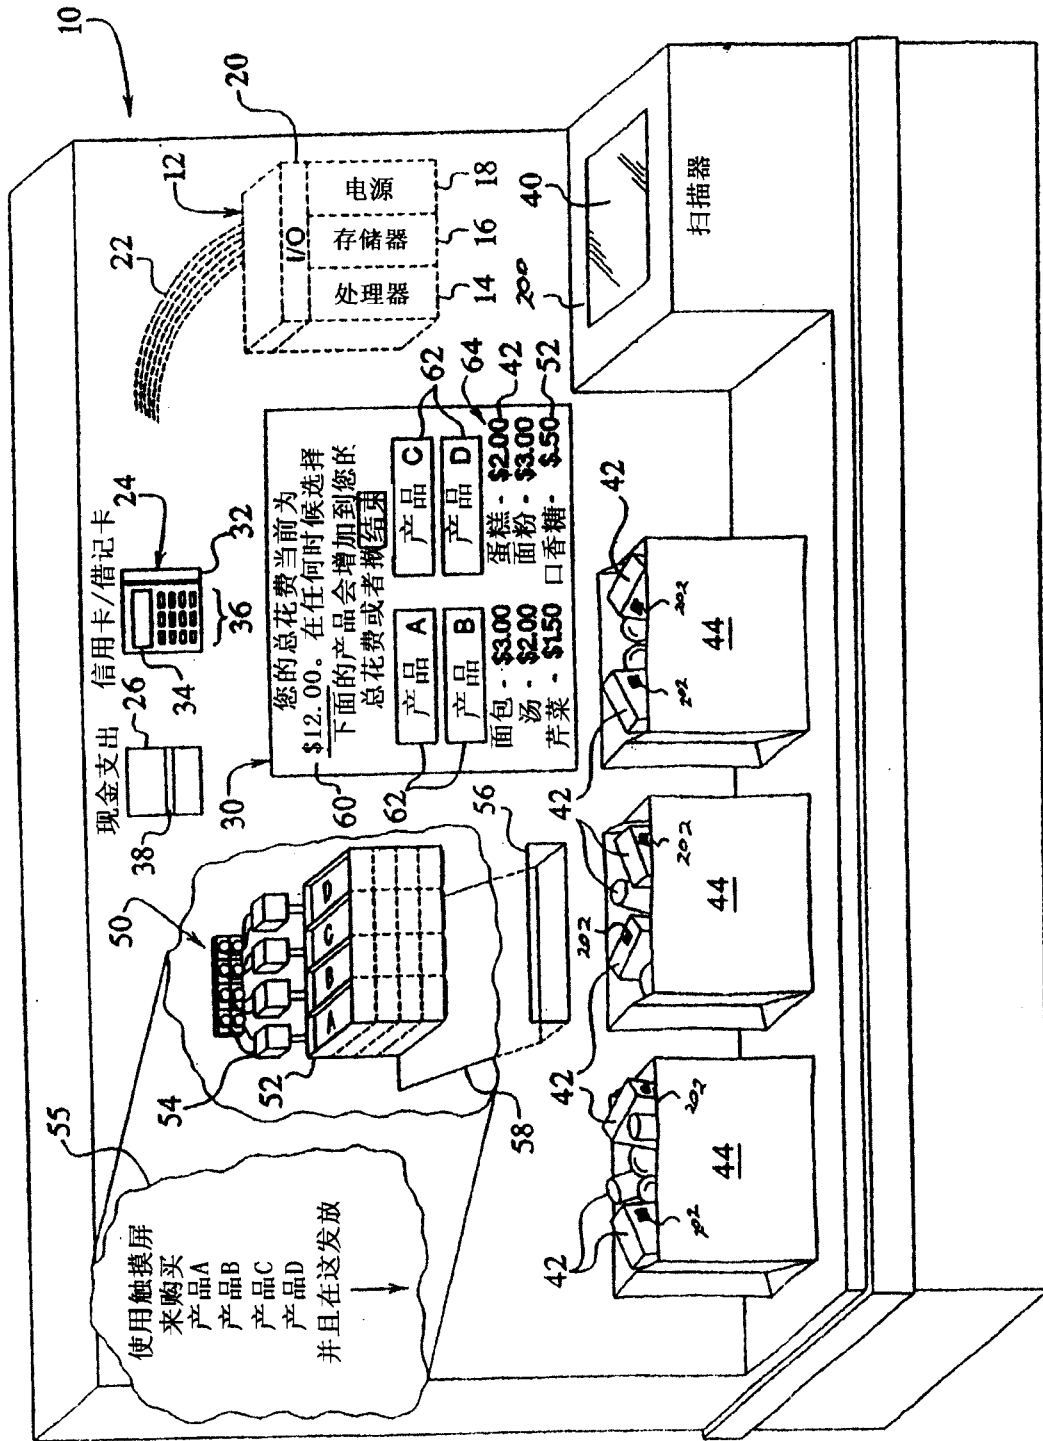 10
现金支出
信用卡/借记卡
26
24
32
34
36
38
22
12
20
I/O
处理器
存储器
电源
14
16
18
55
使用触摸屏
来购买
产品A
产品B
产品C
产品D
并且在这发放
50
54
52
A
B
C
D
58
56
30
60
您的总花费当前为
$12.00。在任何时候选择
下面的产品会增加到您的
总花费或者揿结束
产品 A
产品 C
产品 B
产品 D
62
62
64
面包 - $3.00
蛋糕 - $2.00
汤 - $2.00
面粉 - $3.00
芹菜 - $1.50
口香糖 - $.50
42
52
200
40
扫描器
42
42
42
42
42
42
202
202
202
202
202
202
44
44
44